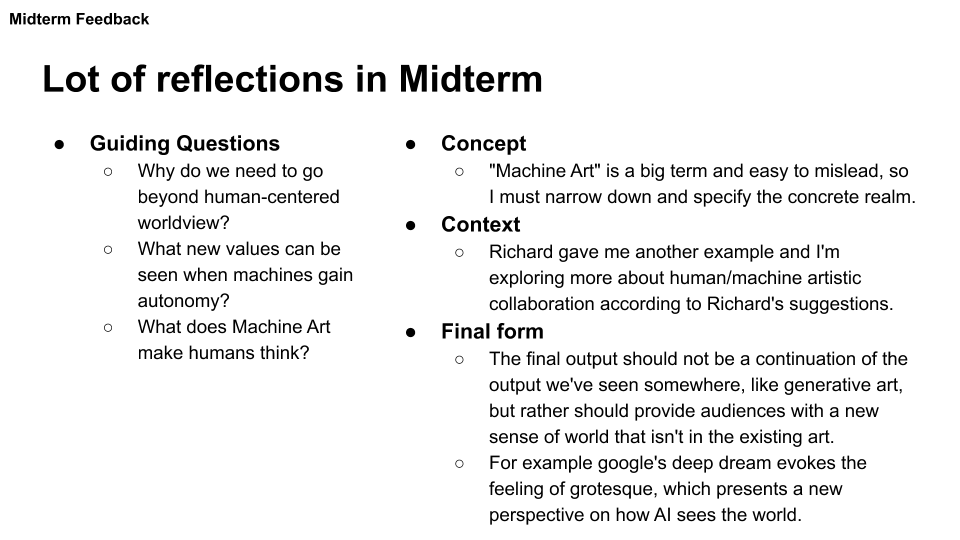 Midterm Feedback
Lot of reflections in Midterm
● Guiding Questions
○ Why do we need to go
beyond human-centered
worldview?
○ What new values can be
seen when machines gain
autonomy?
○ What does Machine Art
make humans think?
● Concept
○ "Machine Art" is a big term and easy to mislead, so
I must narrow down and specify the concrete realm.
● Context
○ Richard gave me another example and I'm
exploring more about human/machine artistic
collaboration according to Richard's suggestions.
● Final form
○ The final output should not be a continuation of the
output we've seen somewhere, like generative art,
but rather should provide audiences with a new
sense of world that isn't in the existing art.
○ For example google's deep dream evokes the
feeling of grotesque, which presents a new
perspective on how AI sees the world.